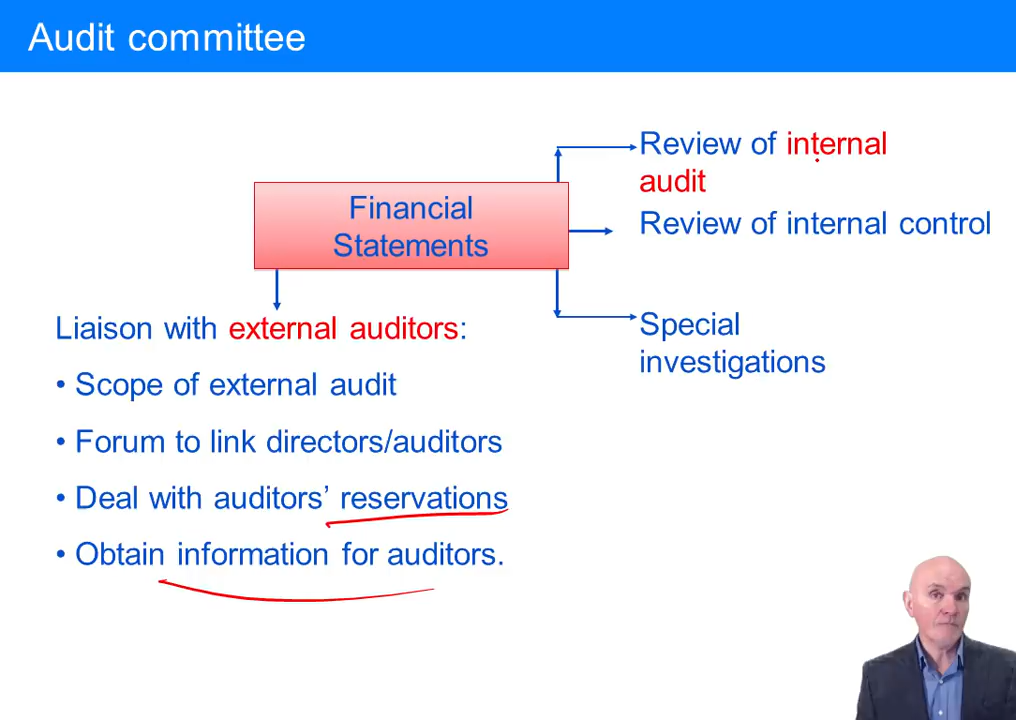 Audit committee
Review of internal
audit
Financial
Statements
Review of internal control
Liaison with external auditors:
Special
investigations
• Scope of external audit
• Forum to link directors/auditors
• Deal with auditors’ reservations
• Obtain information for auditors.